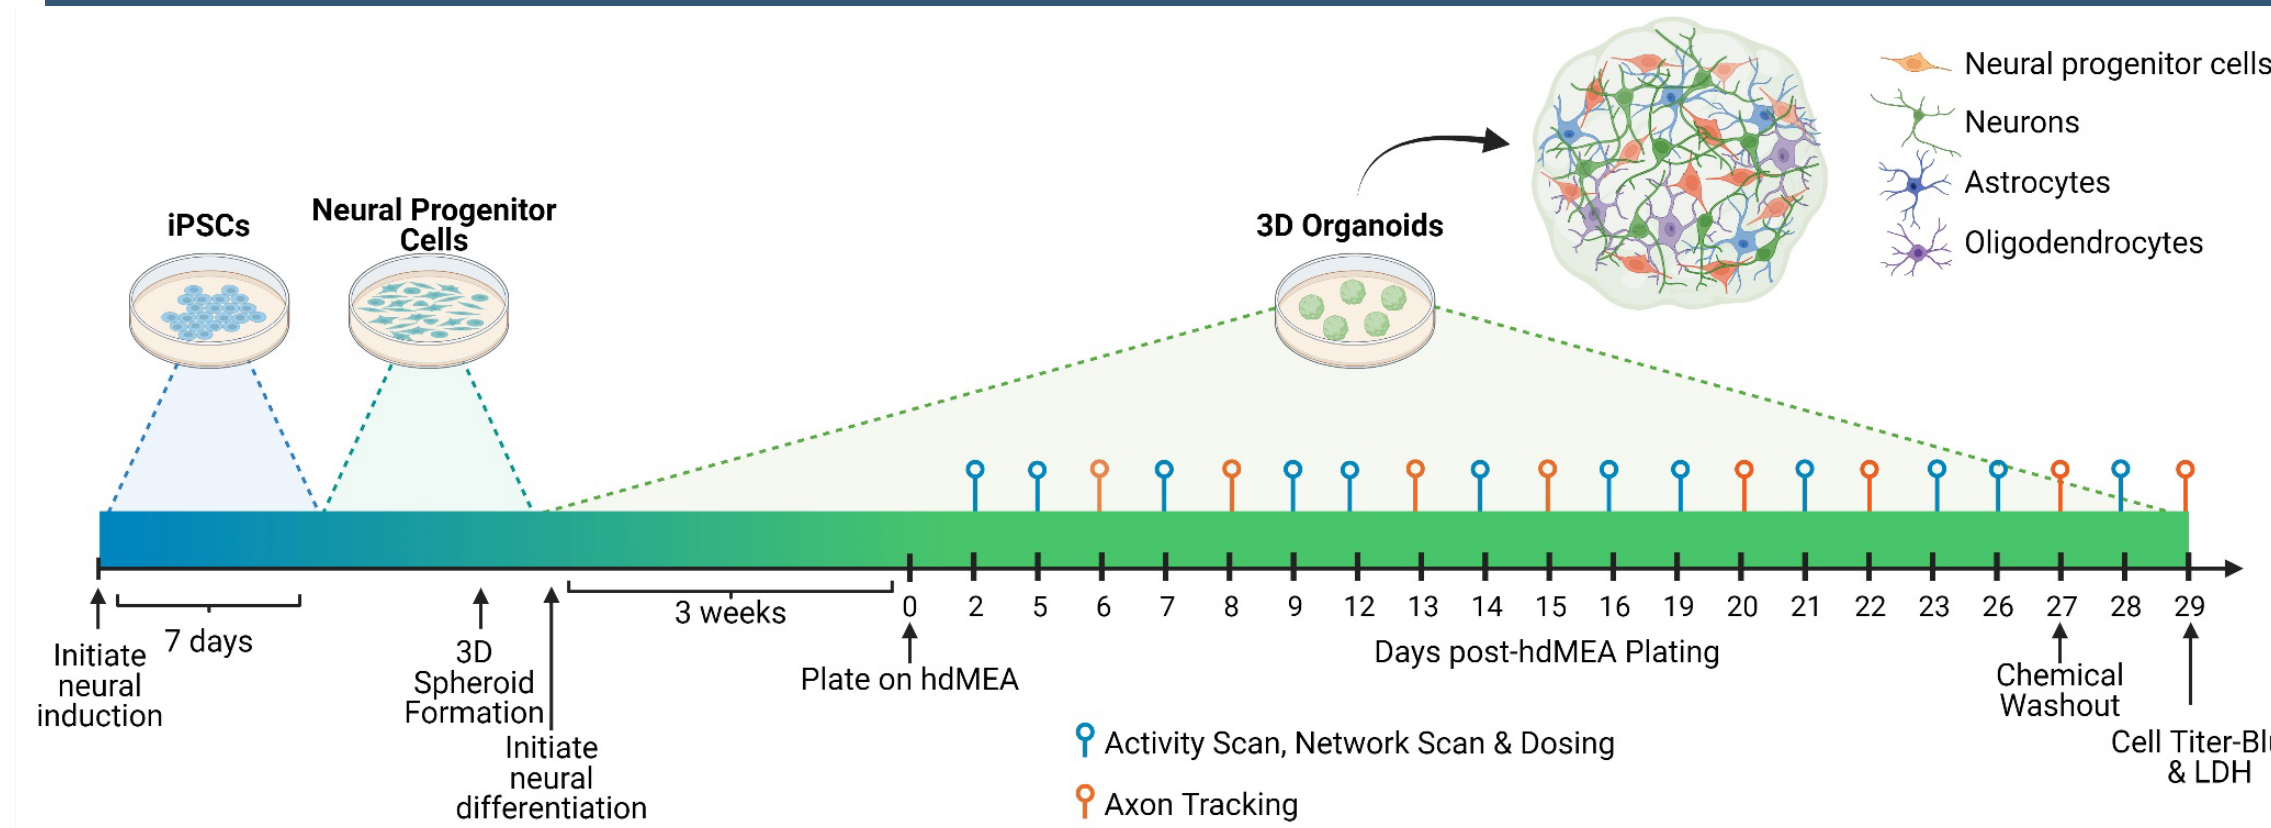 Neural progenitor cells
Neurons
Astrocytes
Oligodendrocytes
iPSCs
Neural Progenitor
Cells
3D Organoids
7 days
3 weeks
0 2 5 6 7 8 9 12 13 14 15 16 19 20 21 22 23 26 27 28 29
Initiate
neural
induction
3D
Spheroid
Formation
Initiate
neural
differentiation
Plate on hdMEA
Days post-hdMEA Plating
Chemical
Washout
Cell Titer-Blu
& LDH
Activity Scan, Network Scan & Dosing
Axon Tracking